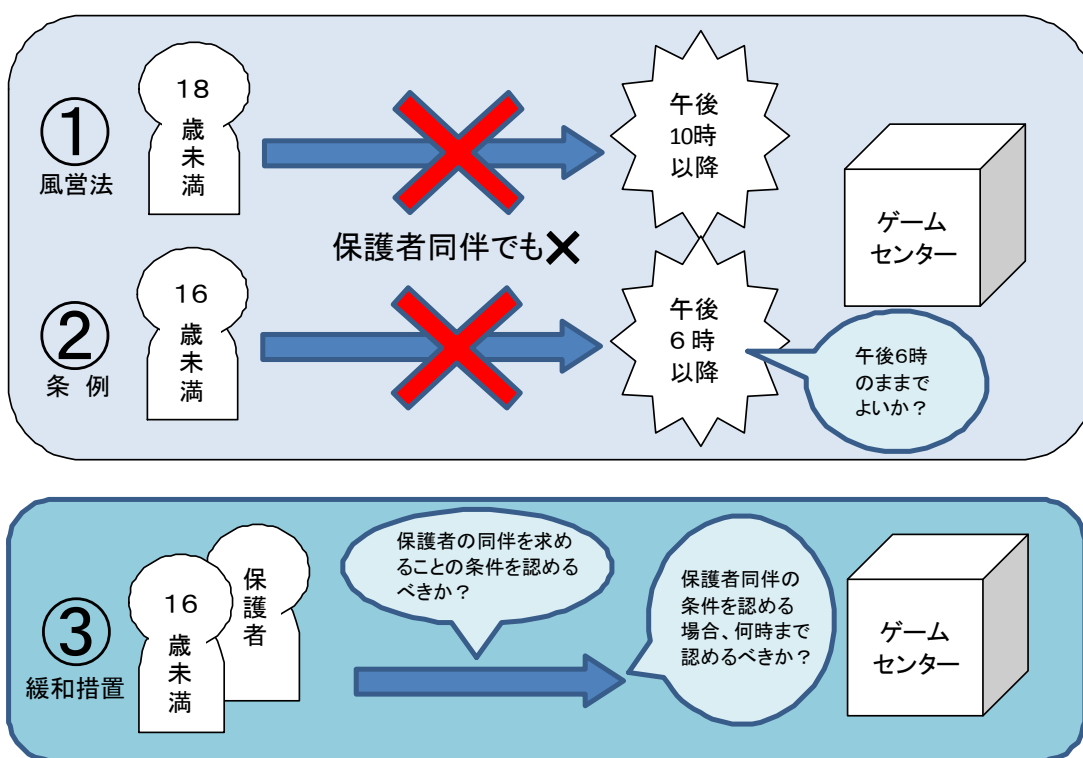 ①
風営法
18
歳
未
満
午後
10時
以降
保護者同伴でも✕
ゲーム
センター
②
条 例
16
歳
未
満
午後
6時
以降
午後6時
のままで
よいか？
③
緩和措置
16
歳
未
満
保
護
者
保護者の同伴を求め
ることの条件を認める
べきか？
保護者同伴の
条件を認める
場合、何時まで
認めるべきか？
ゲーム
センター